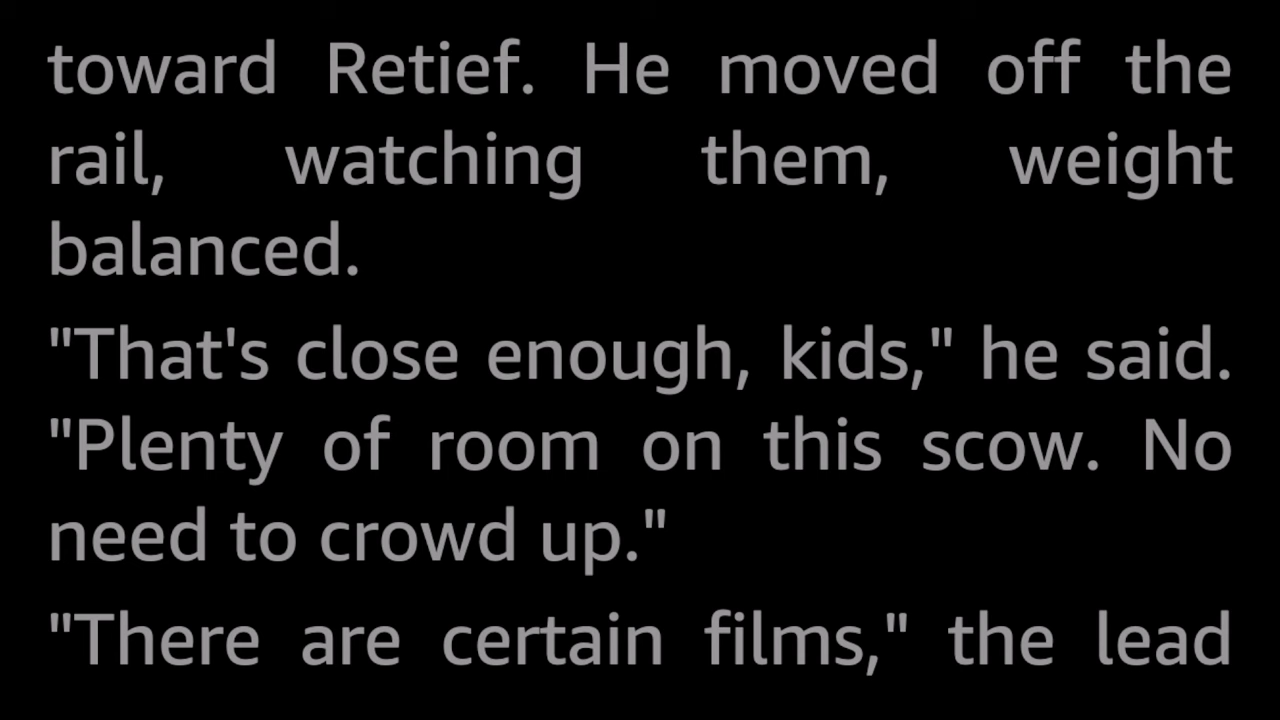 toward Retief. He moved off the
rail, watching them, weight
balanced.
"That's close enough, kids," he said.
"Plenty of room on this scow. No
need to crowd up."
"There are certain films," the lead